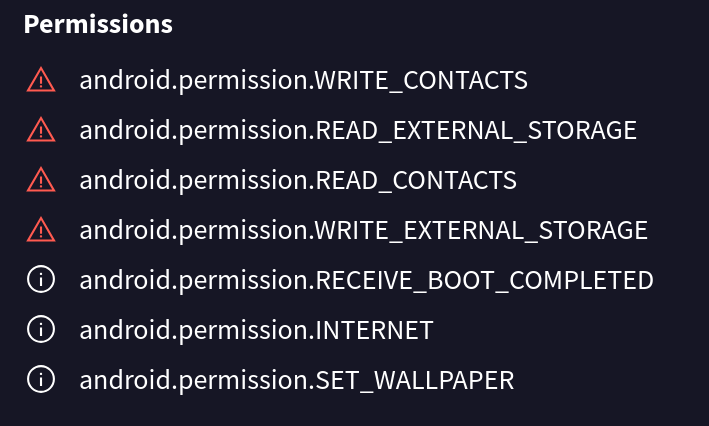 Permissions
android.permission.WRITE_CONTACTS
android.permission.READ_EXTERNAL_STORAGE
android.permission.READ_CONTACTS
android.permission.WRITE_EXTERNAL_STORAGE
android.permission.RECEIVE_BOOT_COMPLETED
android.permission.INTERNET
android.permission.SET_WALLPAPER